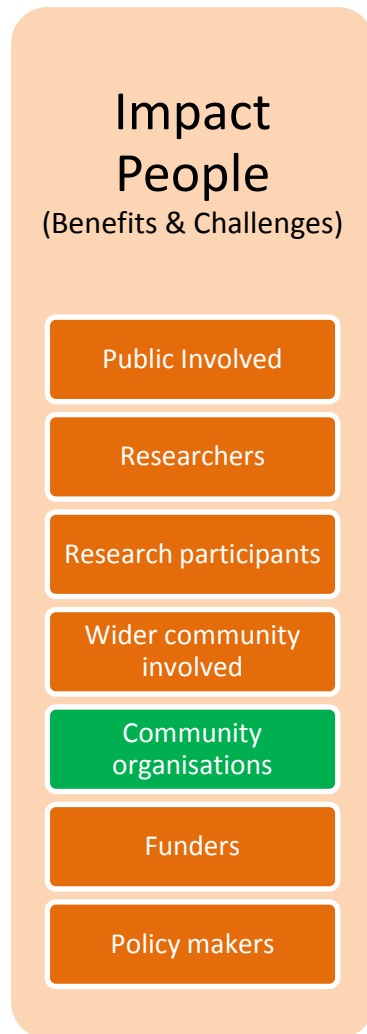 Impact
People
(Benefits & Challenges)
Public Involved
Researchers
Research participants
Wider community
involved
Community
organisations
Funders
Policy makers